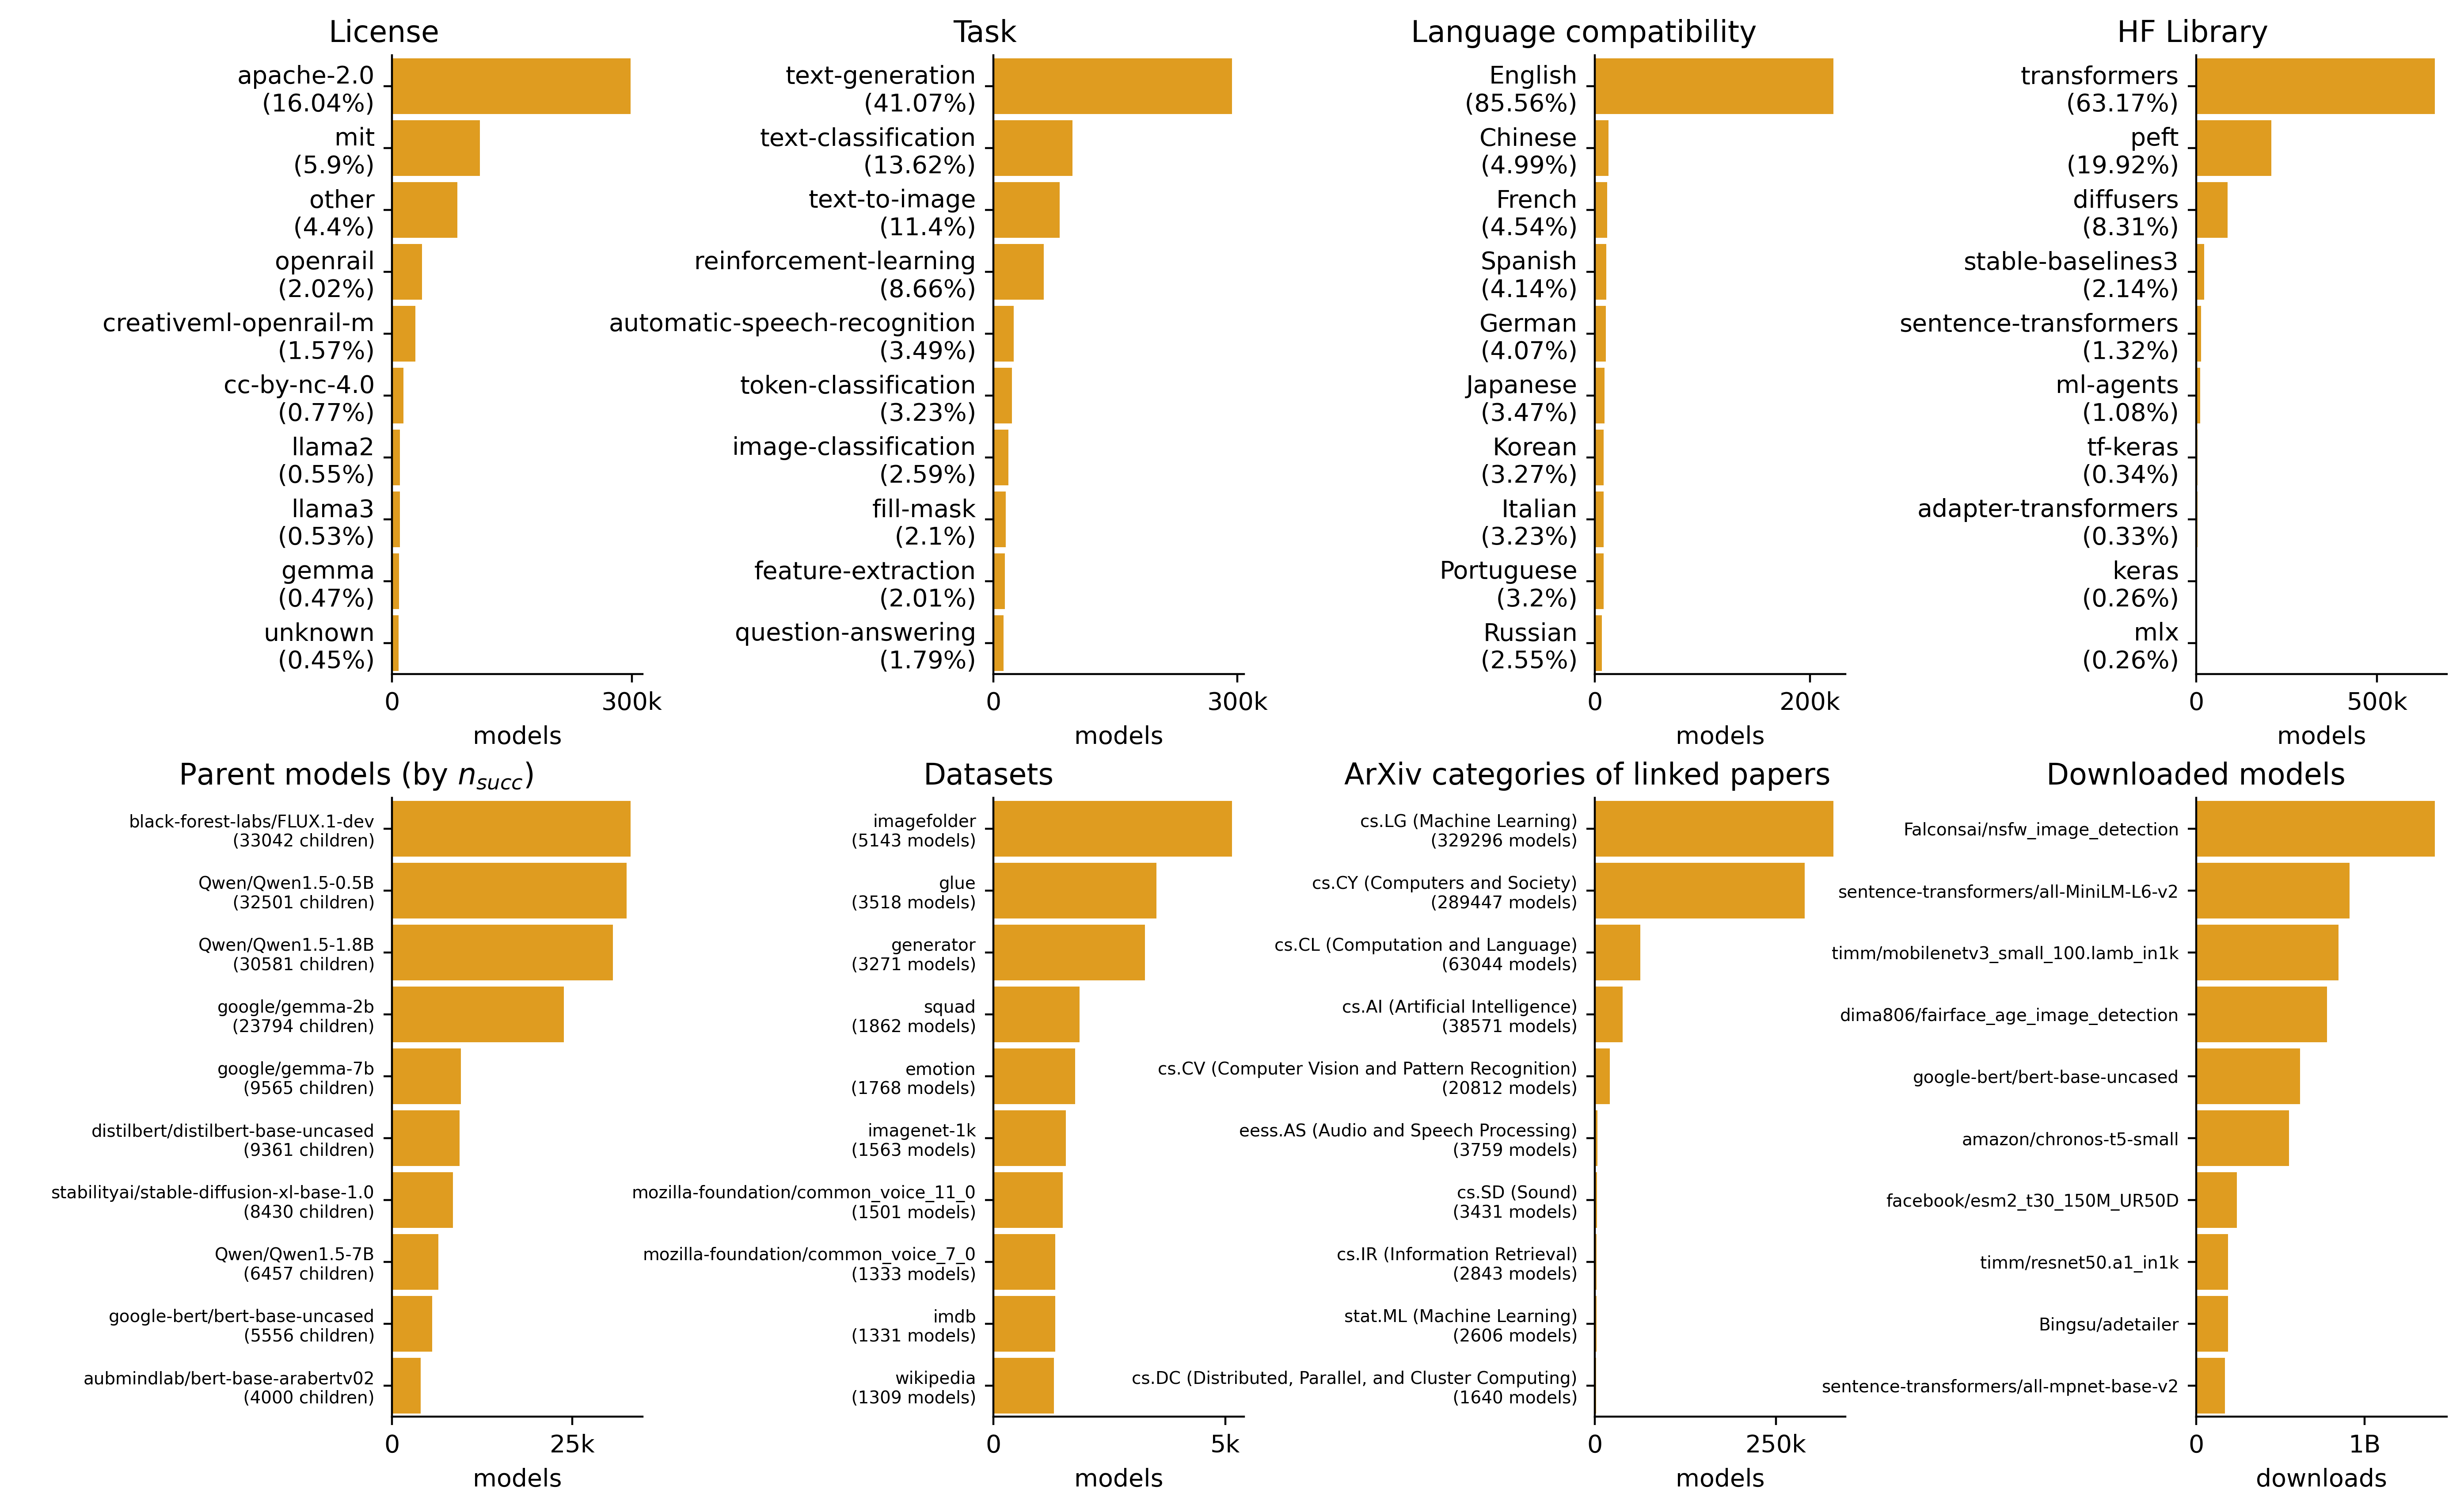 License
apache-2.0
(16.04%)
mit
(5.9%)
other
(4.4%)
openrail
(2.02%)
creativeml-openrail-m
(1.57%)
cc-by-nc-4.0
(0.77%)
llama2
(0.55%)
llama3
(0.53%)
gemma
(0.47%)
unknown
(0.45%)
0
300k
models
Task
text-generation
(41.07%)
text-classification
(13.62%)
text-to-image
(11.4%)
reinforcement-learning
(8.66%)
automatic-speech-recognition
(3.49%)
token-classification
(3.23%)
image-classification
(2.59%)
fill-mask
(2.1%)
feature-extraction
(2.01%)
question-answering
(1.79%)
0
300k
models
Language compatibility
English
(85.56%)
Chinese
(4.99%)
French
(4.54%)
Spanish
(4.14%)
German
(4.07%)
Japanese
(3.47%)
Korean
(3.27%)
Italian
(3.23%)
Portuguese
(3.2%)
Russian
(2.55%)
0
200k
models
HF Library
transformers
(63.17%)
peft
(19.92%)
diffusers
(8.31%)
stable-baselines3
(2.14%)
sentence-transformers
(1.32%)
ml-agents
(1.08%)
tf-keras
(0.34%)
adapter-transformers
(0.33%)
keras
(0.26%)
mlx
(0.26%)
0
500k
models
Parent models (by n_succ)
black-forest-labs/FLUX.1-dev
(33042 children)
Qwen/Qwen1.5-0.5B
(32501 children)
Qwen/Qwen1.5-1.8B
(30581 children)
google/gemma-2b
(23794 children)
google/gemma-7b
(9565 children)
distilbert/distilbert-base-uncased
(9361 children)
stabilityai/stable-diffusion-xl-base-1.0
(8430 children)
Qwen/Qwen1.5-7B
(6457 children)
google-bert/bert-base-uncased
(5556 children)
aubmindlab/bert-base-arabertv02
(4000 children)
0
25k
models
Datasets
imagefolder
(5143 models)
glue
(3518 models)
generator
(3271 models)
squad
(1862 models)
emotion
(1768 models)
imagenet-1k
(1563 models)
mozilla-foundation/common_voice_11_0
(1501 models)
mozilla-foundation/common_voice_7_0
(1333 models)
imdb
(1331 models)
wikipedia
(1309 models)
0
5k
models
ArXiv categories of linked papers
cs.LG (Machine Learning)
(329296 models)
cs.CY (Computers and Society)
(289447 models)
cs.CL (Computation and Language)
(63044 models)
cs.AI (Artificial Intelligence)
(38571 models)
cs.CV (Computer Vision and Pattern Recognition)
(20812 models)
eess.AS (Audio and Speech Processing)
(3759 models)
cs.SD (Sound)
(3431 models)
cs.IR (Information Retrieval)
(2843 models)
stat.ML (Machine Learning)
(2606 models)
cs.DC (Distributed, Parallel, and Cluster Computing)
(1640 models)
0
250k
models
Downloaded models
Falconsai/nsfw_image_detection
sentence-transformers/all-MiniLM-L6-v2
timm/mobilenetv3_small_100.lamb_in1k
dima806/fairface_age_image_detection
google-bert/bert-base-uncased
amazon/chronos-t5-small
facebook/esm2_t30_150M_UR50D
timm/resnet50.a1_in1k
Bingsu/adetailer
sentence-transformers/all-mpnet-base-v2
0
1B
downloads